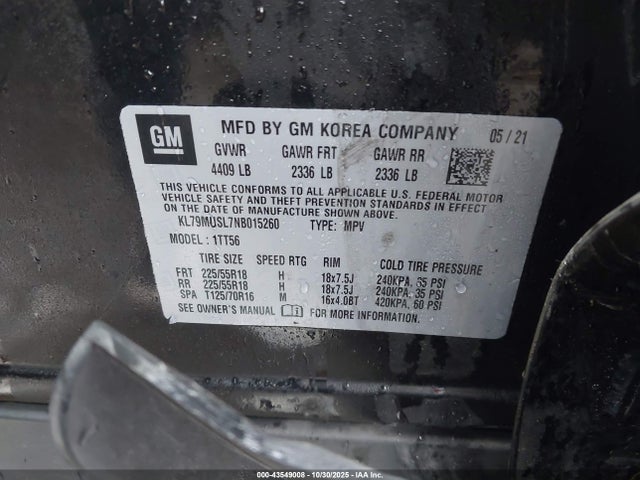 GM
MFD BY GM KOREA COMPANY 05 / 21
GVWR GAWR FRT GAWR RR
4409 LB 2336 LB 2336 LB
THIS VEHICLE CONFORMS TO ALL APPLICABLE U.S. FEDERAL MOTOR
VEHICLE SAFETY AND THEFT PREVENTION STANDARDS IN EFFECT
ON THE DATE OF MANUFACTURE SHOWN ABOVE.
KL79MUSL7NB015260 TYPE: MPV
MODEL : 1TT56
TIRE SIZE SPEED RTG RIM COLD TIRE PRESSURE
FRT 225/55R18 H 18x7.5J 240KPA, 35 PSI
RR 225/55R18 H 18x7.5J 240KPA, 35 PSI
SPA T125/70R16 M 16x4.0BT 420KPA, 60 PSI
SEE OWNER'S MANUAL FOR MORE INFORMATION.
000-43549008 | 10/30/2025 | IAA Inc.